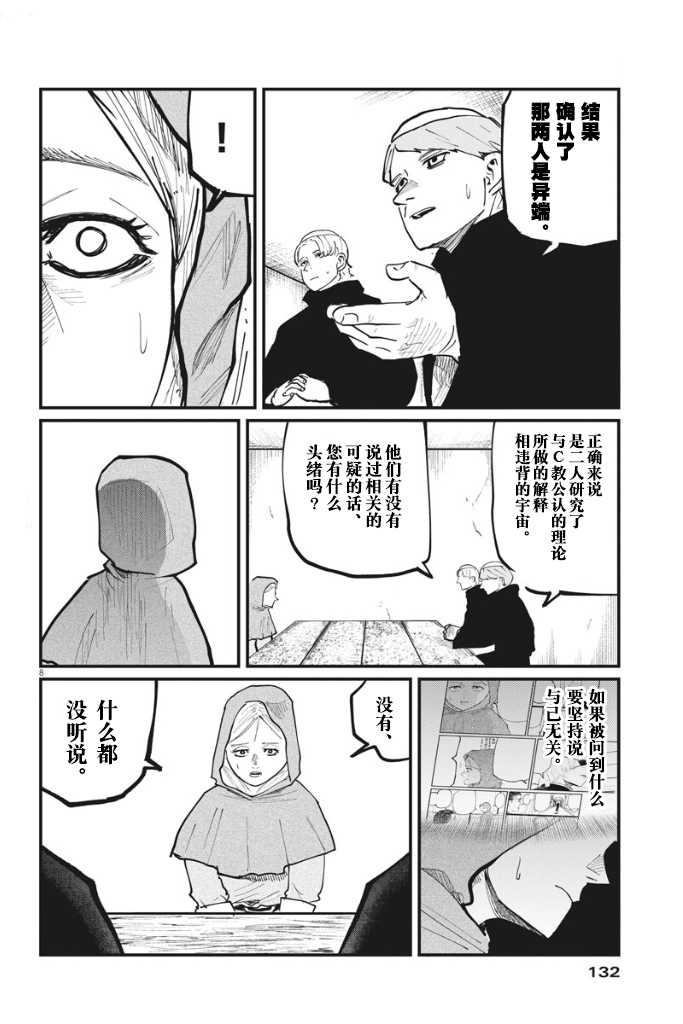 结果
确认了
那两人是异端。
！
正确来说
是二人研究了
与C教公认的理论
所做的解释
相违背的宇宙。
他们有没有
说过相关的
可疑的话、
您有什么
头绪吗？
如果被问到什么
要坚持说
与己无关。
没有、
什么都
没听说。
8
132